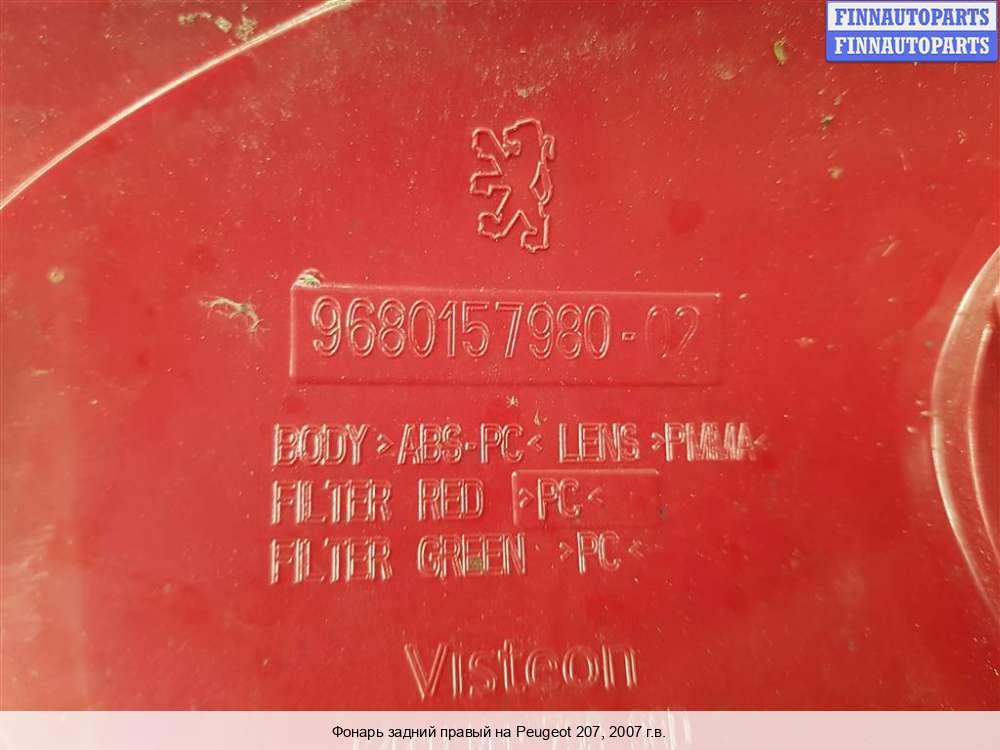 FINNAUTOPARTS
FINNAUTOPARTS
9680157980-02
BODY >ABS-PC< LENS >PMMA<
FILTER RED >PC<
FILTER GREEN >PC<
Visteon
Фонарь задний правый на Peugeot 207, 2007 г.в.